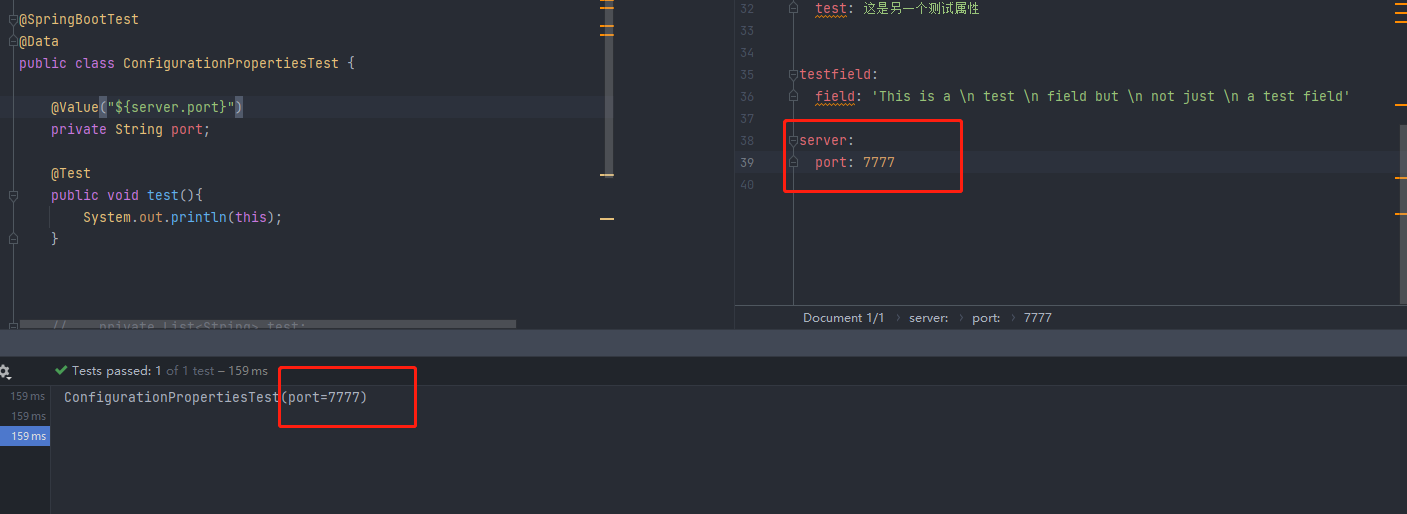 @SpringBootTest
@Data
public class ConfigurationPropertiesTest {
@Value("${server.port}")
private String port;
@Test
public void test(){
System.out.println(this);
}
//    private List<String> test;
32 test: 这是另一个测试属性
33
34
35 testfield:
36 field: 'This is a \n test \n field but \n not just \n a test field'
37
38 server:
39 port: 7777
40
Document 1/1 › server: › port: › 7777
Tests passed: 1 of 1 test – 159 ms
159 ms
159 ms
159 ms
ConfigurationPropertiesTest(port=7777)